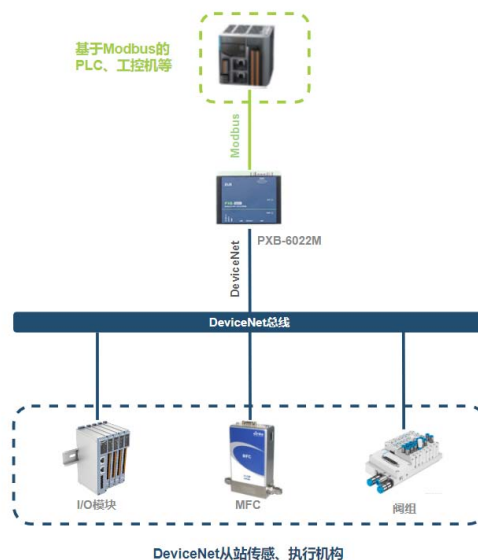 基于Modbus的
PLC、工控机等
Modbus
PXB-6022M
DeviceNet
DeviceNet总线
I/O模块
MFC
MFC
阀组
DeviceNet从站传感、执行机构